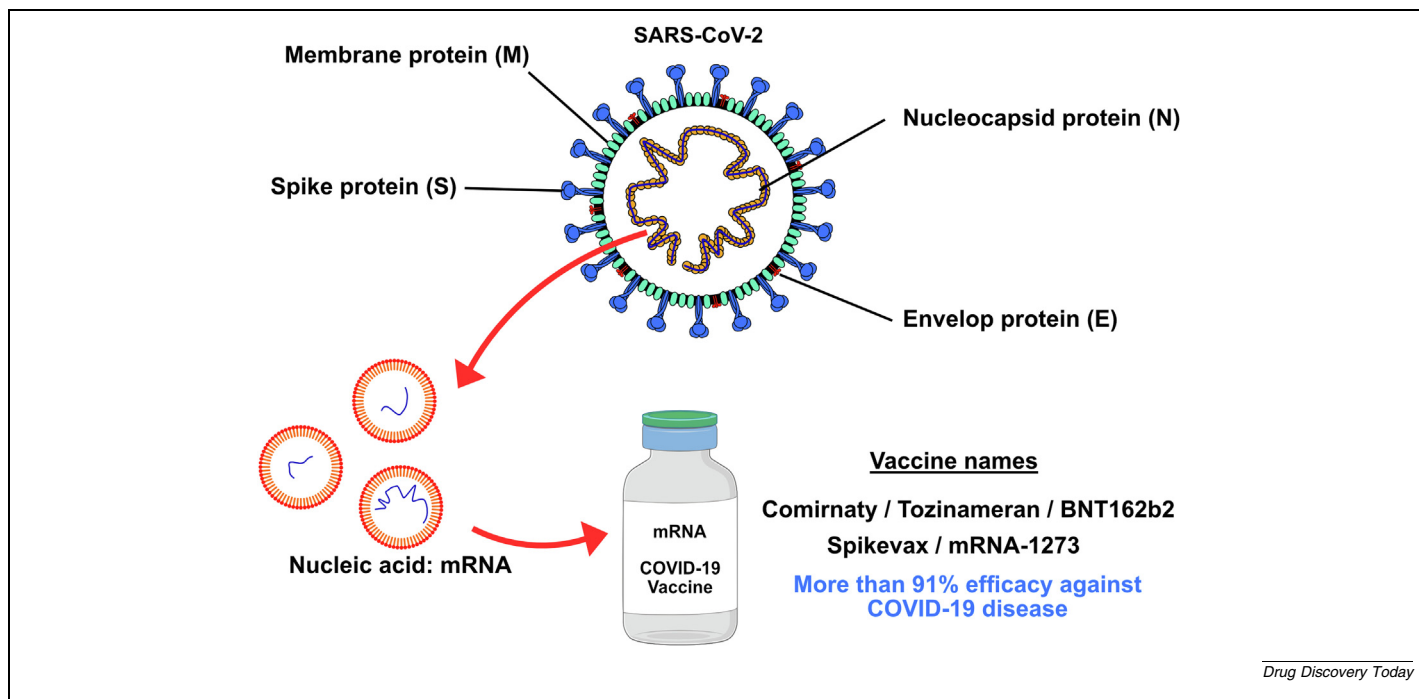 SARS-CoV-2
Membrane protein (M)
Nucleocapsid protein (N)
Spike protein (S)
Envelop protein (E)
Nucleic acid: mRNA
mRNA
COVID-19
Vaccine
Vaccine names
Comirnaty / Tozinameran / BNT162b2
Spikevax / mRNA-1273
More than 91% efficacy against
COVID-19 disease
Drug Discovery Today